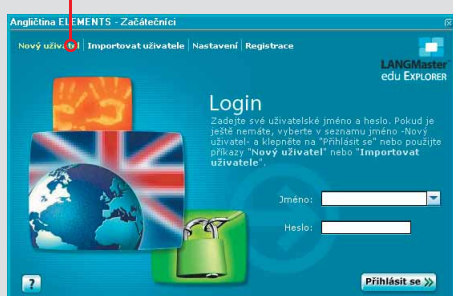 Angličtina ELEMENTS - Začátečníci
Nový uživatel Importovat uživatele Nastavení Registrace
LANGMaster
edu EXPLORER
Login
Zadejte své uživatelské jméno a heslo. Pokud je
ještě nemáte, vyberte v seznamu jméno -Nový
uživatel- a klepněte na "Přihlásit se" nebo použijte
příkazy "Nový uživatel" nebo "Importovat
uživatele".
Jméno:
Heslo:
?
Přihlásit se